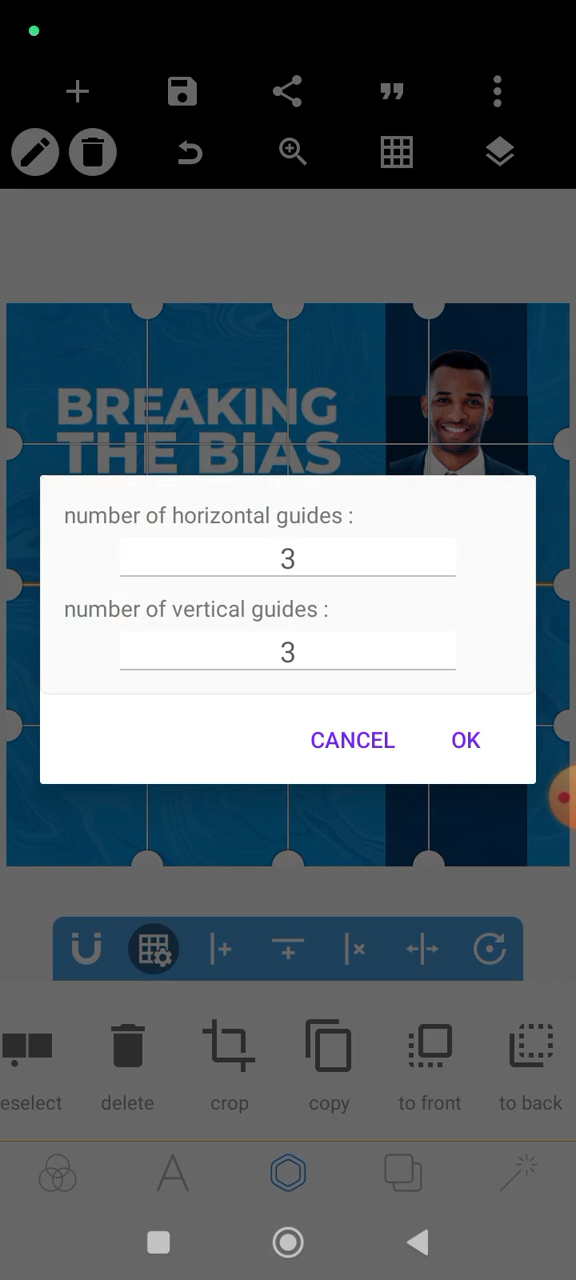 BREAKING
THE BIAS
number of horizontal guides :
3
number of vertical guides :
3
CANCEL OK
eselect delete crop copy to front to back